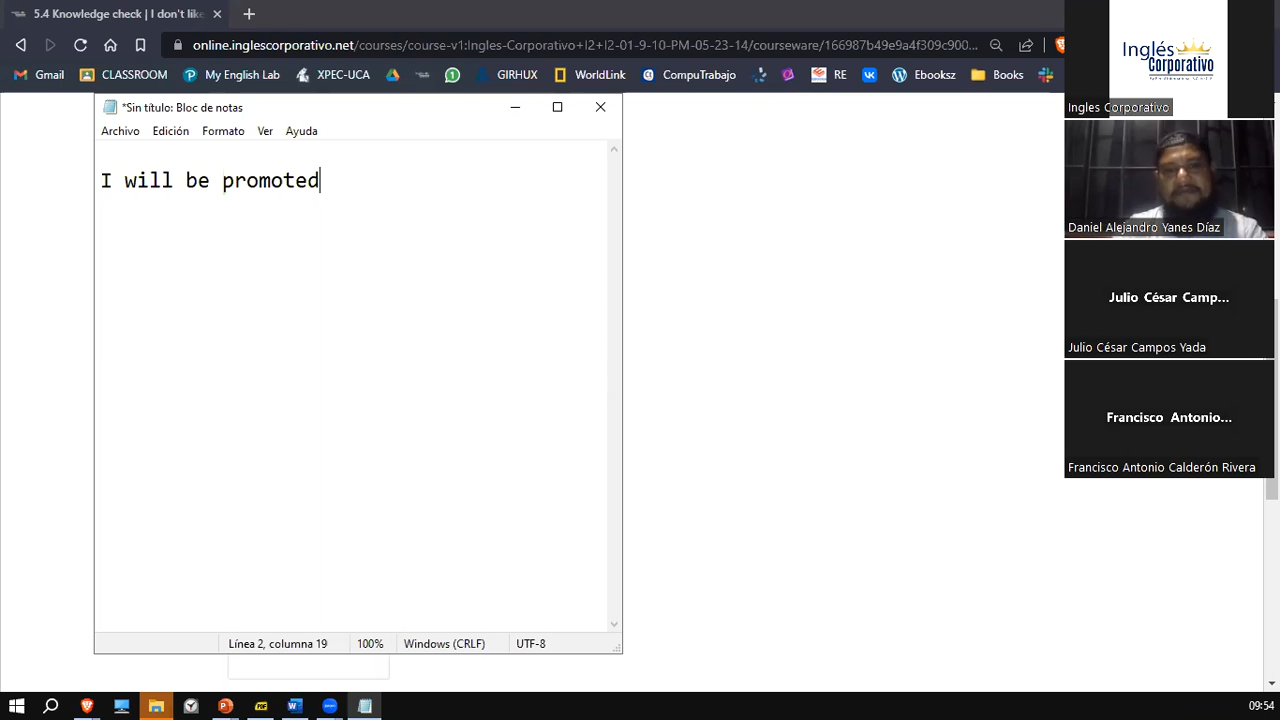 5.4 Knowledge check | I don't like
online.inglescorporativo.net/courses/course-v1:Ingles-Corporativo+I2+I2-01-9-10-PM-05-23-14/courseware/166987b49e9a4f309c900...
Gmail CLASSROOM My English Lab XPEC-UCA GIRHUX WorldLink CompuTrabajo RE Ebooksz Books
*Sin título: Bloc de notas
Archivo Edición Formato Ver Ayuda
I will be promoted
Línea 2, columna 19 100% Windows (CRLF) UTF-8
Inglés
Corporativo
Ingles Corporativo
Daniel Alejandro Yanes Díaz
Julio César Camp...
Julio César Campos Yada
Francisco Antonio...
Francisco Antonio Calderón Rivera
09:54